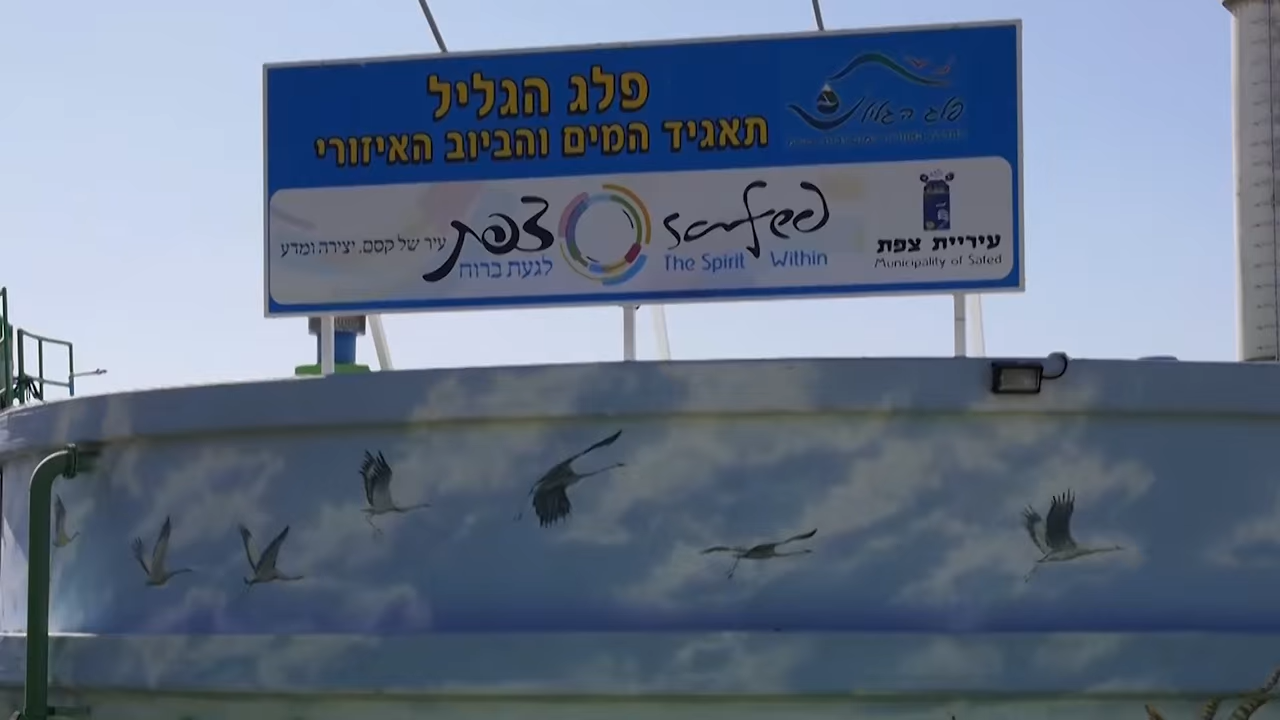 פלג הגליל
תאגיד המים והביוב האיזורי
פלג הגליל
צפת
עיר של קסם, יצירה ומדע
לגעת ברוח
safed
The Spirit Within
עיריית צפת
Municipality of Safed